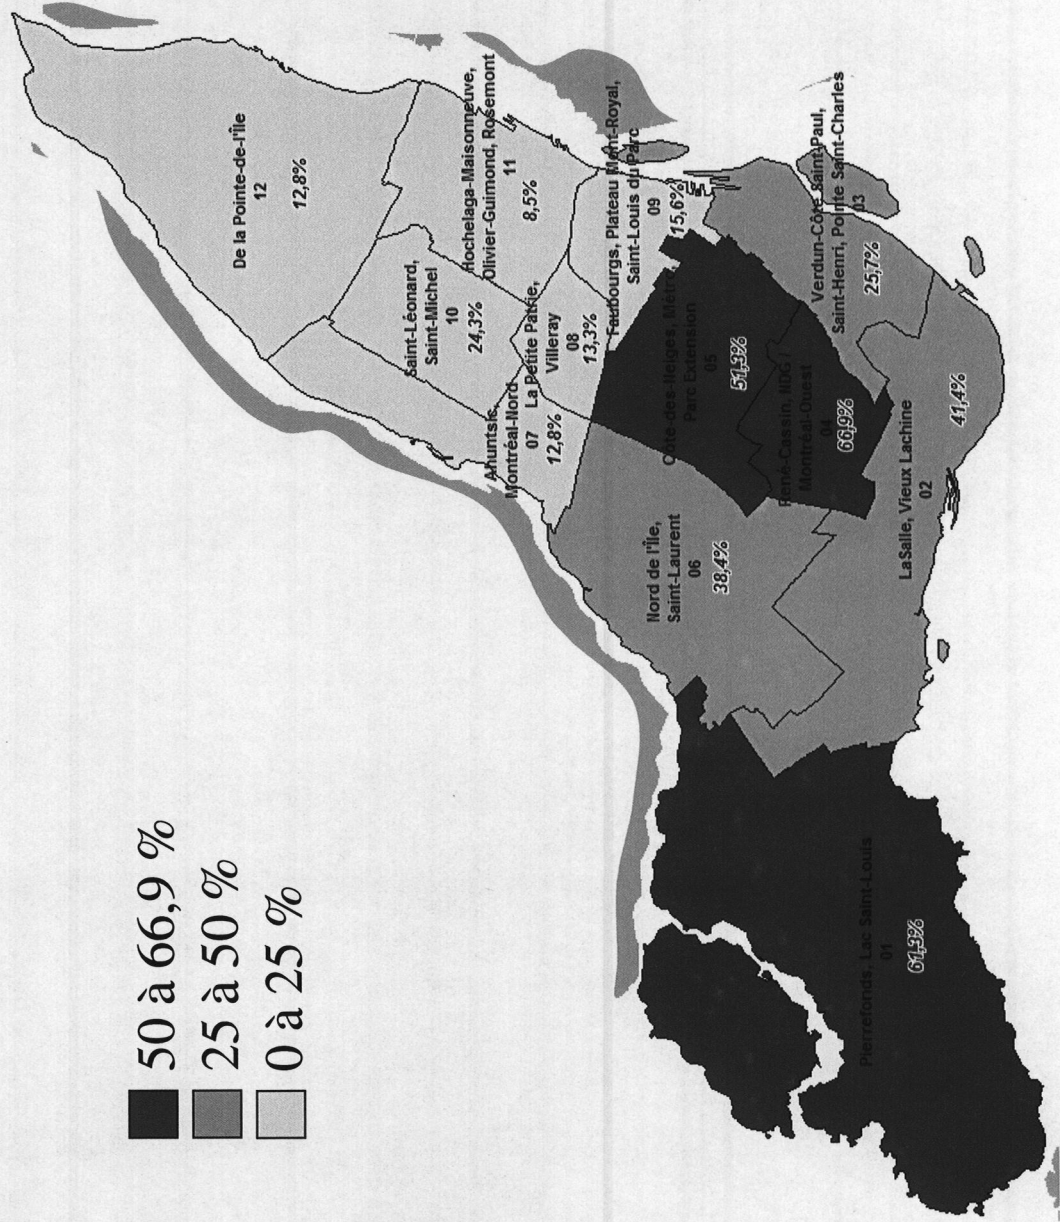 50 à 66,9 %
25 à 50 %
0 à 25 %
De la Pointe-de-l'Île
12
12,8%
Hochelaga-Maisonneuve,
Olivier-Guimond, Rosemont
11
8,5%
Saint-Léonard,
Saint-Michel
10
24,3%
Faubourgs, Plateau Mont-Royal,
Saint-Louis du Parc
09
15,6%
La Petite Patrie,
Villeray
08
13,3%
Ahuntsic,
Montréal-Nord
07
12,8%
Nord de l'Île,
Saint-Laurent
06
38,4%
Côte-des-Neiges, Métro,
Parc Extension
05
51,3%
René-Cassin, NDG /
Montréal-Ouest
04
66,9%
Verdun-Côte Saint-Paul,
Saint-Henri, Pointe Saint-Charles
03
25,7%
LaSalle, Vieux Lachine
02
41,4%
Pierrefonds, Lac Saint-Louis
01
61,3%